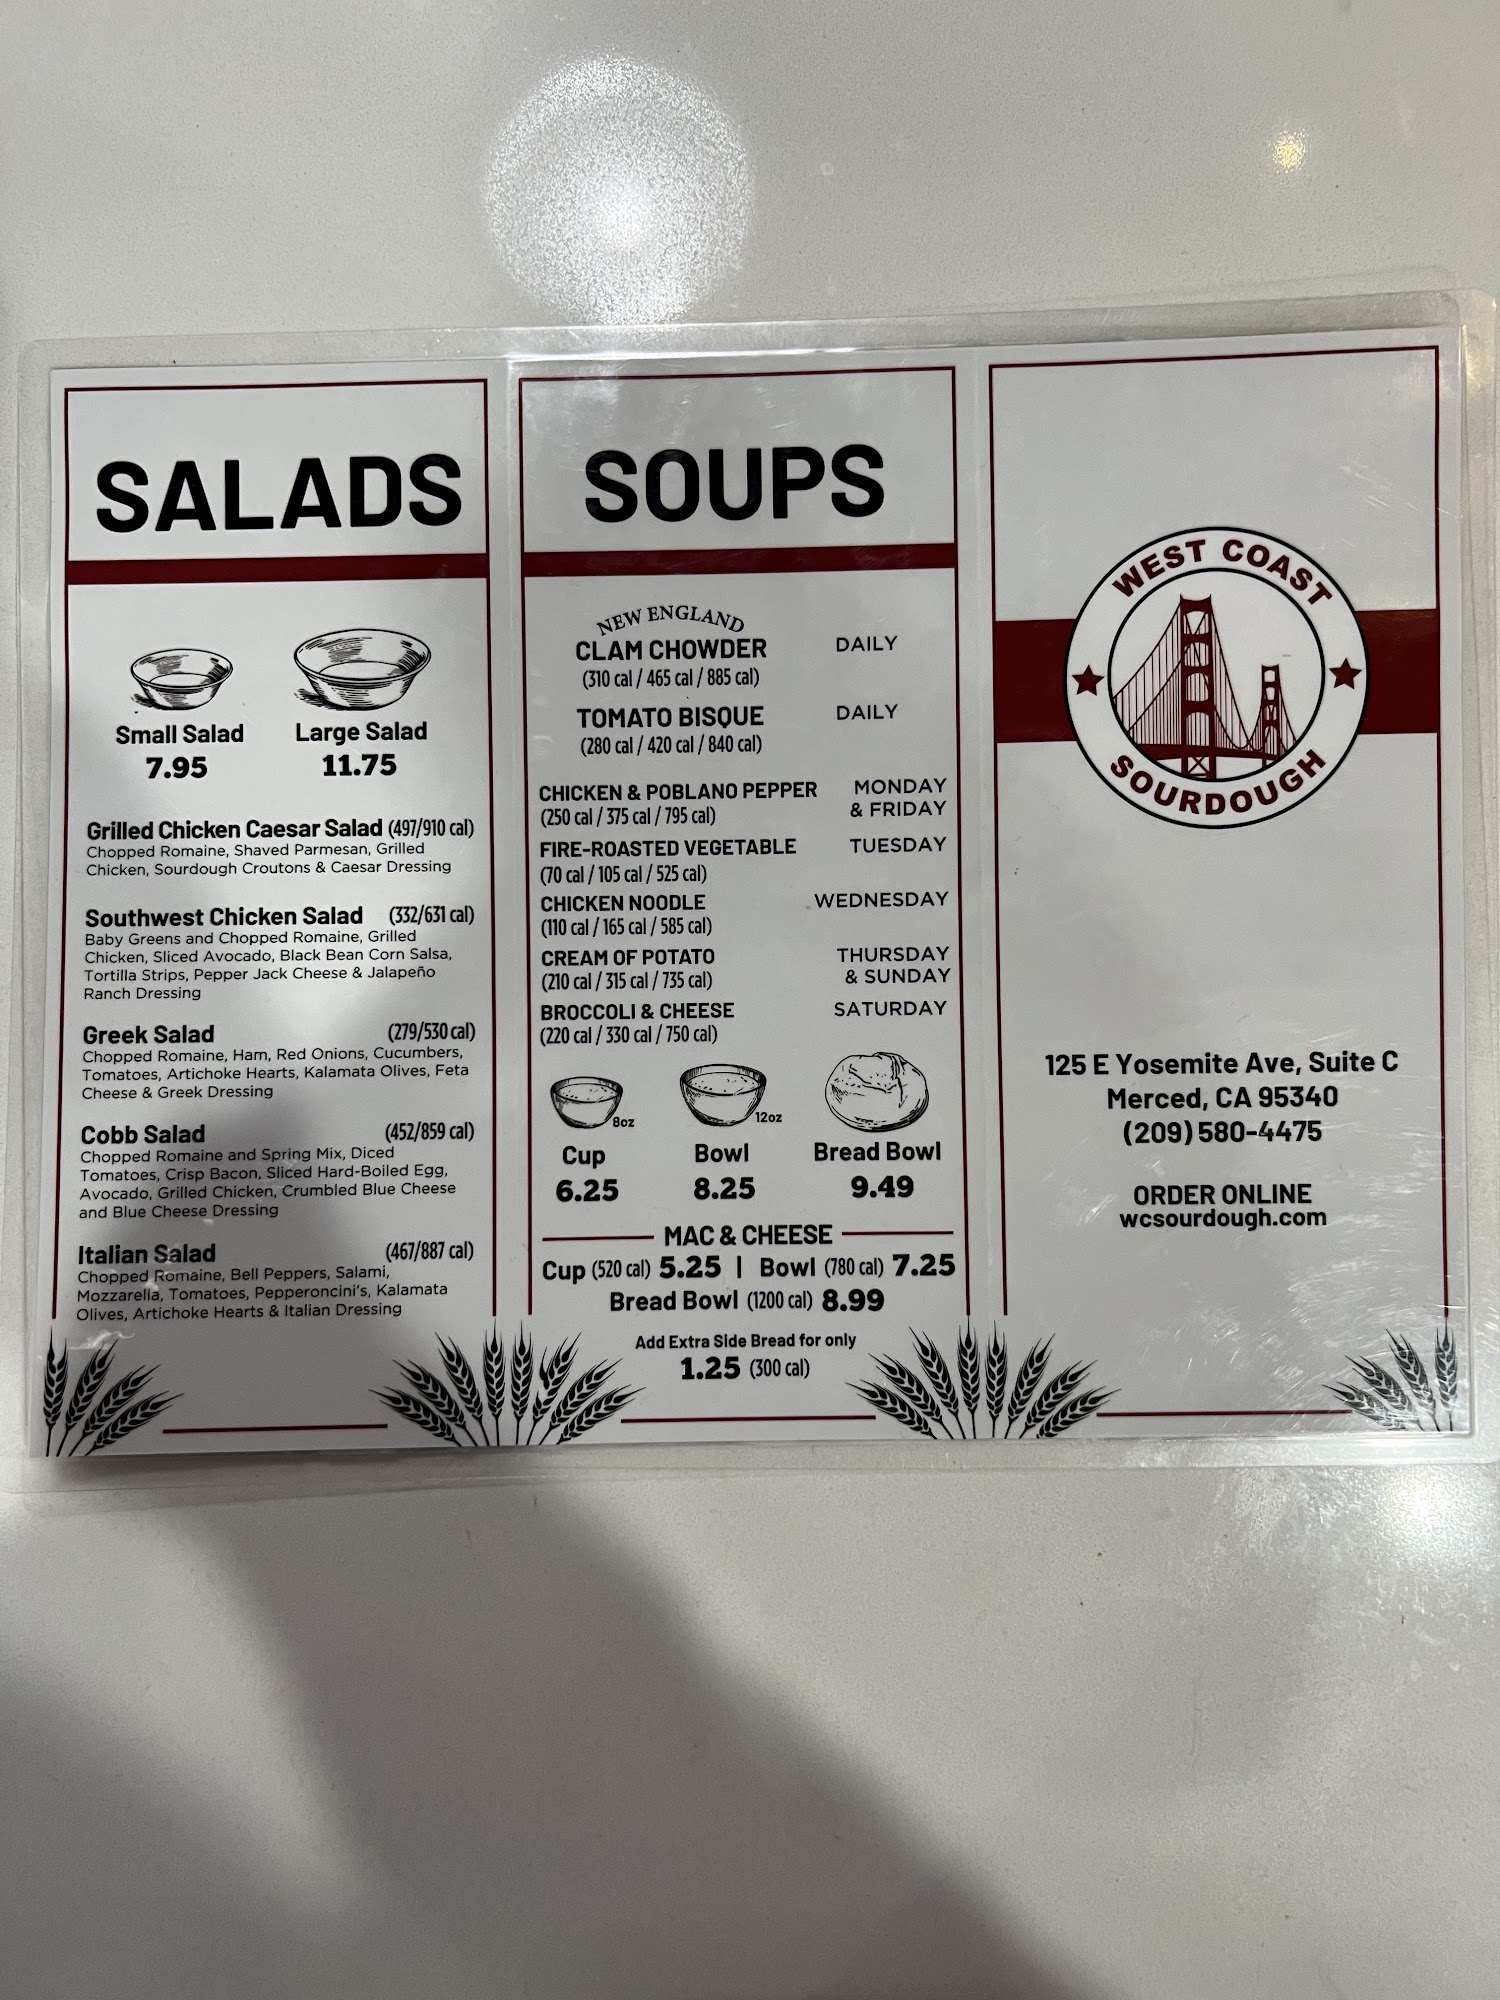 SALADS
Small Salad
7.95
Large Salad
11.75
Grilled Chicken Caesar Salad (497/910 cal)
Chopped Romaine, Shaved Parmesan, Grilled
Chicken, Sourdough Croutons & Caesar Dressing
Southwest Chicken Salad (332/631 cal)
Baby Greens and Chopped Romaine, Grilled
Chicken, Sliced Avocado, Black Bean Corn Salsa,
Tortilla Strips, Pepper Jack Cheese & Jalapeño
Ranch Dressing
Greek Salad (279/530 cal)
Chopped Romaine, Ham, Red Onions, Cucumbers,
Tomatoes, Artichoke Hearts, Kalamata Olives, Feta
Cheese & Greek Dressing
Cobb Salad (452/859 cal)
Chopped Romaine and Spring Mix, Diced
Tomatoes, Crisp Bacon, Sliced Hard-Boiled Egg,
Avocado, Grilled Chicken, Crumbled Blue Cheese
and Blue Cheese Dressing
Italian Salad (467/887 cal)
Chopped Romaine, Bell Peppers, Salami,
Mozzarella, Tomatoes, Pepperoncini's, Kalamata
Olives, Artichoke Hearts & Italian Dressing
SOUPS
NEW ENGLAND
CLAM CHOWDER DAILY
(310 cal / 465 cal / 885 cal)
TOMATO BISQUE DAILY
(280 cal / 420 cal / 840 cal)
CHICKEN & POBLANO PEPPER MONDAY
& FRIDAY
(250 cal / 375 cal / 795 cal)
FIRE-ROASTED VEGETABLE TUESDAY
(70 cal / 105 cal / 525 cal)
CHICKEN NOODLE WEDNESDAY
(110 cal / 165 cal / 585 cal)
CREAM OF POTATO THURSDAY
& SUNDAY
(210 cal / 315 cal / 735 cal)
BROCCOLI & CHEESE SATURDAY
(220 cal / 330 cal / 750 cal)
8oz
12oz
Cup
6.25
Bowl
8.25
Bread Bowl
9.49
MAC & CHEESE
Cup (520 cal) 5.25 | Bowl (780 cal) 7.25
Bread Bowl (1200 cal) 8.99
Add Extra Side Bread for only
1.25 (300 cal)
WEST COAST
SOURDOUGH
125 E Yosemite Ave, Suite C
Merced, CA 95340
(209) 580-4475
ORDER ONLINE
wcsourdough.com